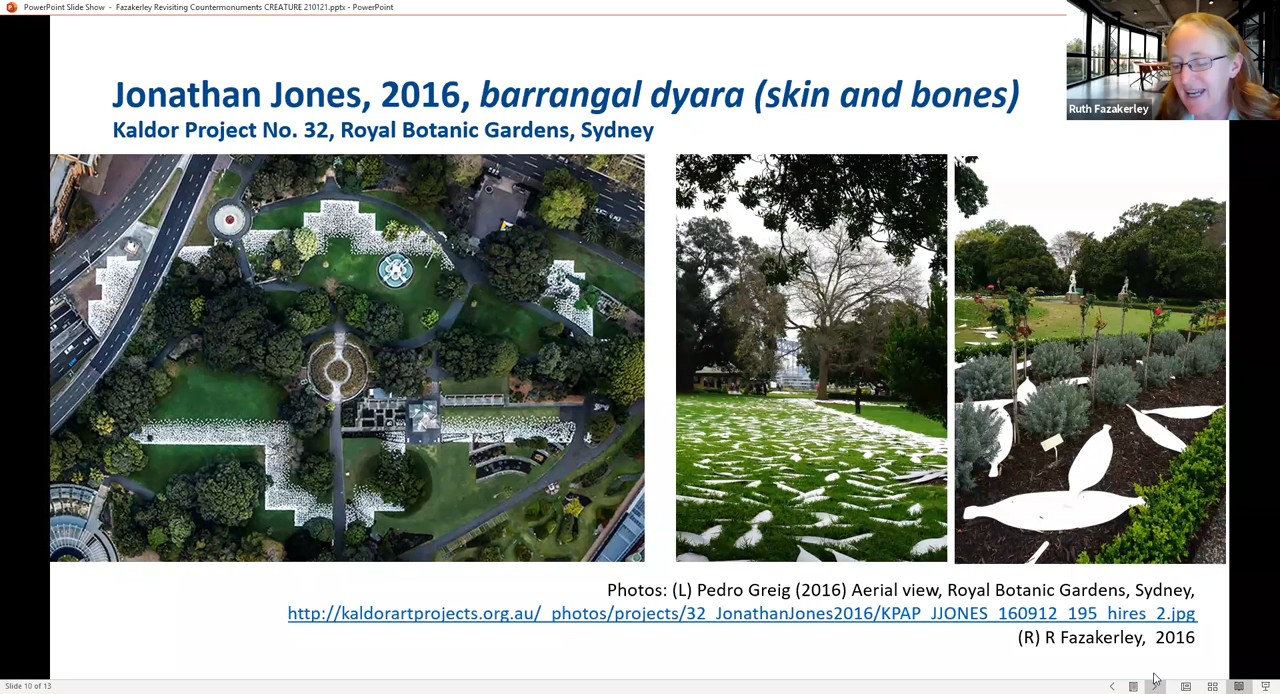 PowerPoint Slide Show - Fazakerley Revisiting Countermonuments CREATURE 210121.pptx - PowerPoint
Ruth Fazakerley
Jonathan Jones, 2016, barrangal dyara (skin and bones)
Kaldor Project No. 32, Royal Botanic Gardens, Sydney
Photos: (L) Pedro Greig (2016) Aerial view, Royal Botanic Gardens, Sydney,
http://kaldorartprojects.org.au/_photos/projects/32_JonathanJones2016/KPAP_JJONES_160912_195_hires_2.jpg
(R) R Fazakerley, 2016
Slide 10 of 13